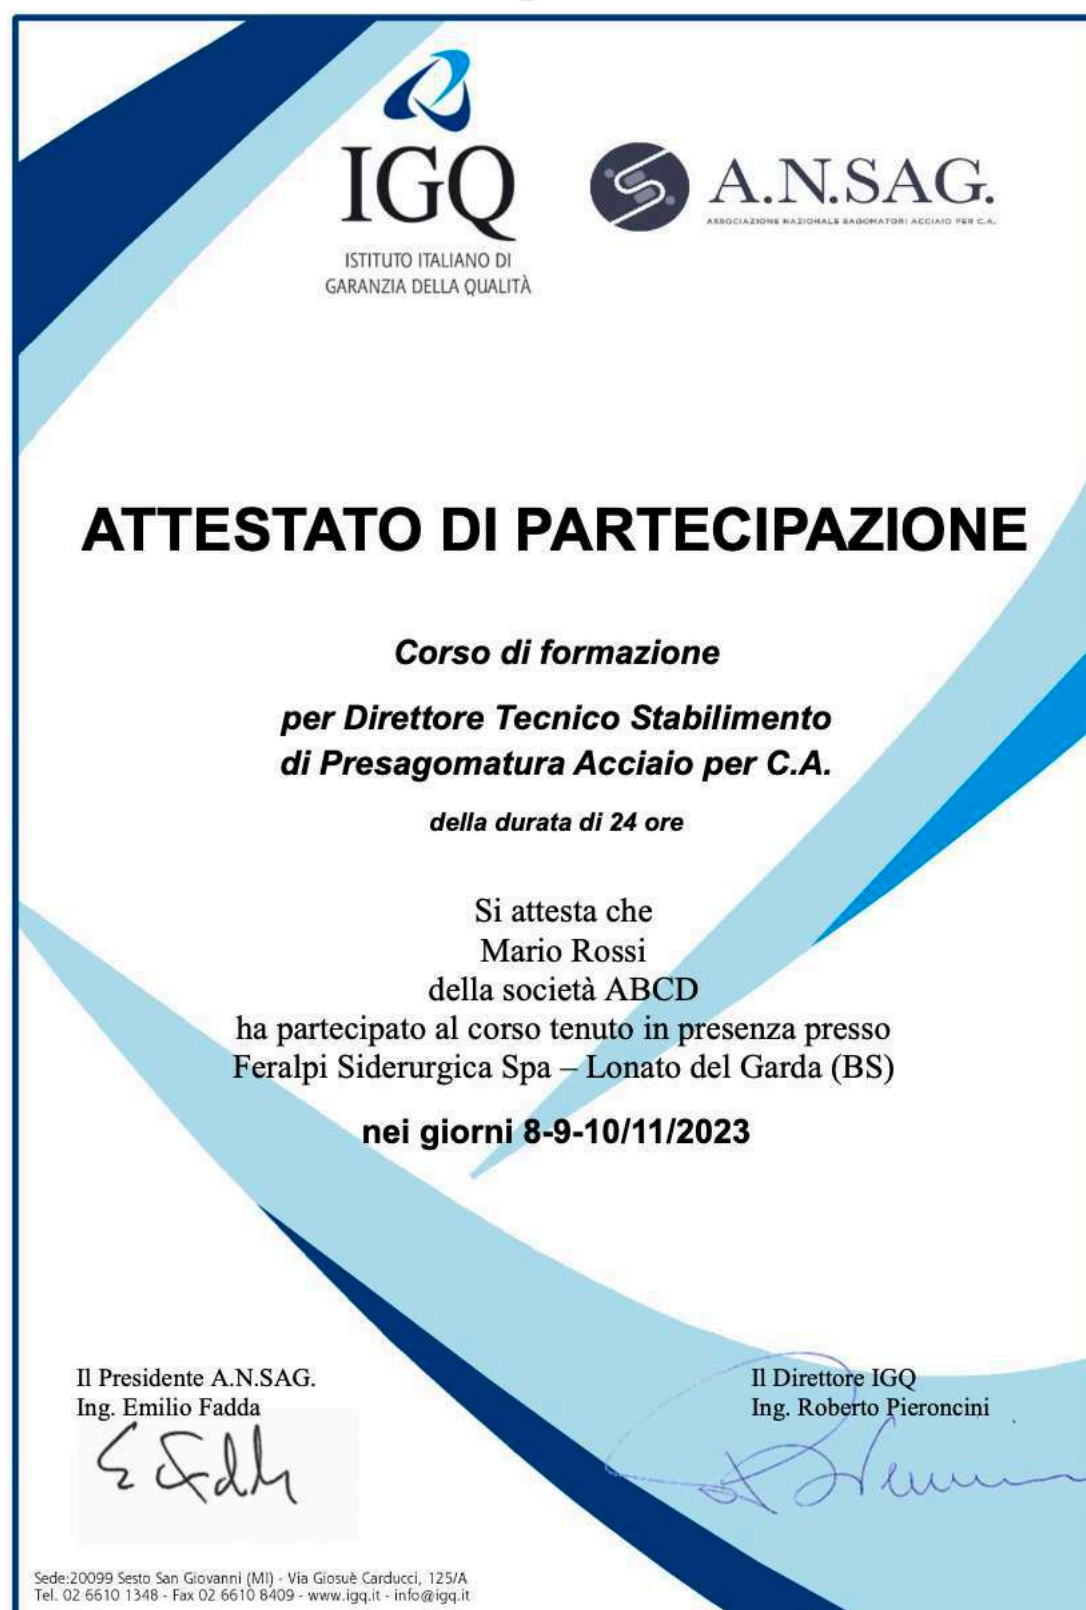 IGQ
ISTITUTO ITALIANO DI
GARANZIA DELLA QUALITÀ
A.N.SAG.
ASSOCIAZIONE NAZIONALE SAGOMATORI ACCIAIO PER C.A.
ATTESTATO DI PARTECIPAZIONE
Corso di formazione
per Direttore Tecnico Stabilimento
di Presagomatura Acciaio per C.A.
della durata di 24 ore
Si attesta che
Mario Rossi
della società ABCD
ha partecipato al corso tenuto in presenza presso
Feralpi Siderurgica Spa – Lonato del Garda (BS)
nei giorni 8-9-10/11/2023
Il Presidente A.N.SAG.
Ing. Emilio Fadda
E Fadda
Il Direttore IGQ
Ing. Roberto Pieroncini
Sede:20099 Sesto San Giovanni (MI) - Via Giosuè Carducci, 125/A
Tel. 02 6610 1348 - Fax 02 6610 8409 - www.igq.it - info@igq.it